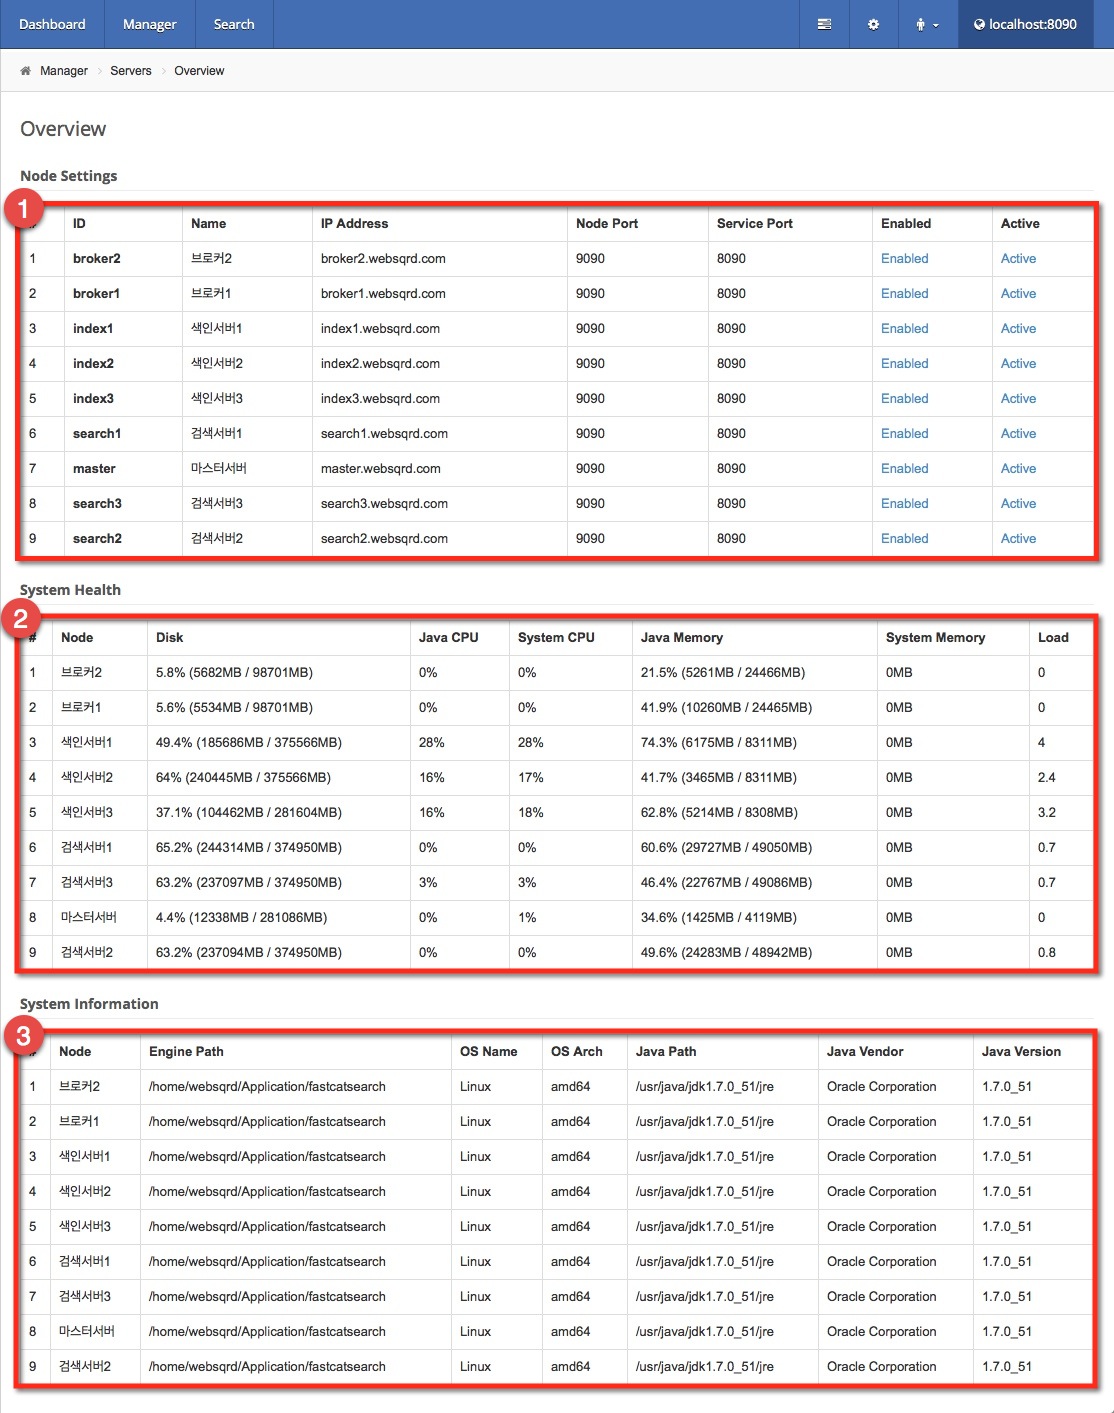 Dashboard Manager Search localhost:8090
Manager Servers Overview
Overview
Node Settings
1
ID Name IP Address Node Port Service Port Enabled Active
1 broker2 브로커2 broker2.websqrd.com 9090 8090 Enabled Active
2 broker1 브로커1 broker1.websqrd.com 9090 8090 Enabled Active
3 index1 색인서버1 index1.websqrd.com 9090 8090 Enabled Active
4 index2 색인서버2 index2.websqrd.com 9090 8090 Enabled Active
5 index3 색인서버3 index3.websqrd.com 9090 8090 Enabled Active
6 search1 검색서버1 search1.websqrd.com 9090 8090 Enabled Active
7 master 마스터서버 master.websqrd.com 9090 8090 Enabled Active
8 search3 검색서버3 search3.websqrd.com 9090 8090 Enabled Active
9 search2 검색서버2 search2.websqrd.com 9090 8090 Enabled Active
System Health
2
# Node Disk Java CPU System CPU Java Memory System Memory Load
1 브로커2 5.8% (5682MB / 98701MB) 0% 0% 21.5% (5261MB / 24466MB) 0MB 0
2 브로커1 5.6% (5534MB / 98701MB) 0% 0% 41.9% (10260MB / 24465MB) 0MB 0
3 색인서버1 49.4% (185686MB / 375566MB) 28% 28% 74.3% (6175MB / 8311MB) 0MB 4
4 색인서버2 64% (240445MB / 375566MB) 16% 17% 41.7% (3465MB / 8311MB) 0MB 2.4
5 색인서버3 37.1% (104462MB / 281604MB) 16% 18% 62.8% (5214MB / 8308MB) 0MB 3.2
6 검색서버1 65.2% (244314MB / 374950MB) 0% 0% 60.6% (29727MB / 49050MB) 0MB 0.7
7 검색서버3 63.2% (237097MB / 374950MB) 3% 3% 46.4% (22767MB / 49086MB) 0MB 0.7
8 마스터서버 4.4% (12338MB / 281086MB) 0% 1% 34.6% (1425MB / 4119MB) 0MB 0
9 검색서버2 63.2% (237094MB / 374950MB) 0% 0% 49.6% (24283MB / 48942MB) 0MB 0.8
System Information
3
Node Engine Path OS Name OS Arch Java Path Java Vendor Java Version
1 브로커2 /home/websqrd/Application/fastcatsearch Linux amd64 /usr/java/jdk1.7.0_51/jre Oracle Corporation 1.7.0_51
2 브로커1 /home/websqrd/Application/fastcatsearch Linux amd64 /usr/java/jdk1.7.0_51/jre Oracle Corporation 1.7.0_51
3 색인서버1 /home/websqrd/Application/fastcatsearch Linux amd64 /usr/java/jdk1.7.0_51/jre Oracle Corporation 1.7.0_51
4 색인서버2 /home/websqrd/Application/fastcatsearch Linux amd64 /usr/java/jdk1.7.0_51/jre Oracle Corporation 1.7.0_51
5 색인서버3 /home/websqrd/Application/fastcatsearch Linux amd64 /usr/java/jdk1.7.0_51/jre Oracle Corporation 1.7.0_51
6 검색서버1 /home/websqrd/Application/fastcatsearch Linux amd64 /usr/java/jdk1.7.0_51/jre Oracle Corporation 1.7.0_51
7 검색서버3 /home/websqrd/Application/fastcatsearch Linux amd64 /usr/java/jdk1.7.0_51/jre Oracle Corporation 1.7.0_51
8 마스터서버 /home/websqrd/Application/fastcatsearch Linux amd64 /usr/java/jdk1.7.0_51/jre Oracle Corporation 1.7.0_51
9 검색서버2 /home/websqrd/Application/fastcatsearch Linux amd64 /usr/java/jdk1.7.0_51/jre Oracle Corporation 1.7.0_51